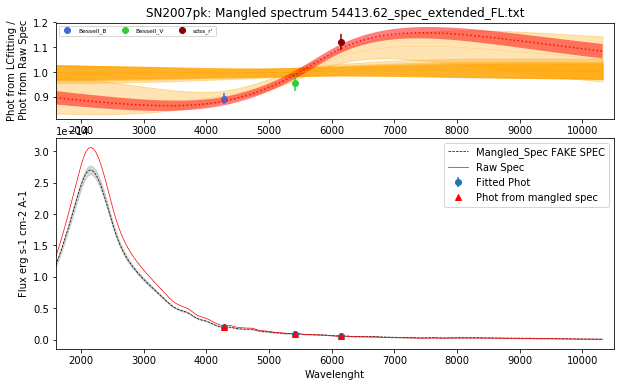 SN2007pk: Mangled spectrum 54413.62_spec_extended_FL.txt
Phot from LCfitting /
Phot from Raw Spec
1.2
1.1
1.0
0.9
Bessell_B
Bessell_V
sdss_r'
2000 3000 4000 5000 6000 7000 8000 9000 10000
1e−14
Flux erg s-1 cm-2 A-1
3.0
2.5
2.0
1.5
1.0
0.5
0.0
Mangled_Spec FAKE SPEC
Raw Spec
Fitted Phot
Phot from mangled spec
2000 3000 4000 5000 6000 7000 8000 9000 10000
Wavelenght